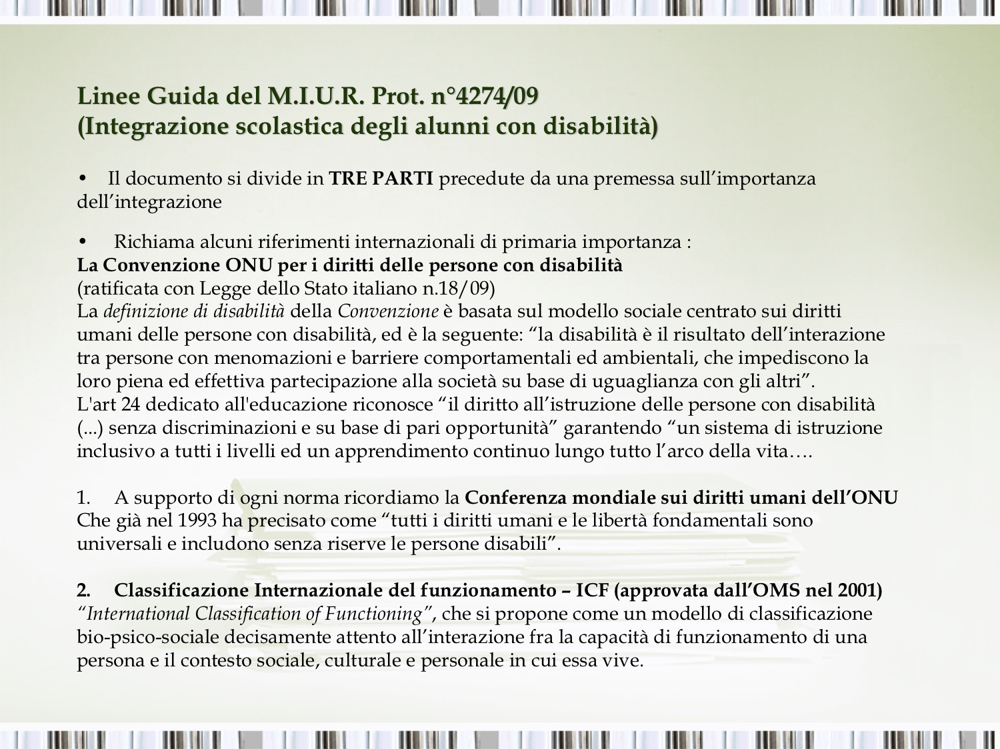 Linee Guida del M.I.U.R. Prot. n°4274/09
(Integrazione scolastica degli alunni con disabilità)
• Il documento si divide in TRE PARTI precedute da una premessa sull’importanza
dell’integrazione
• Richiama alcuni riferimenti internazionali di primaria importanza :
La Convenzione ONU per i diritti delle persone con disabilità
(ratificata con Legge dello Stato italiano n.18/09)
La definizione di disabilità della Convenzione è basata sul modello sociale centrato sui diritti
umani delle persone con disabilità, ed è la seguente: “la disabilità è il risultato dell’interazione
tra persone con menomazioni e barriere comportamentali ed ambientali, che impediscono la
loro piena ed effettiva partecipazione alla società su base di uguaglianza con gli altri”.
L'art 24 dedicato all'educazione riconosce “il diritto all’istruzione delle persone con disabilità
(...) senza discriminazioni e su base di pari opportunità” garantendo “un sistema di istruzione
inclusivo a tutti i livelli ed un apprendimento continuo lungo tutto l’arco della vita….
1. A supporto di ogni norma ricordiamo la Conferenza mondiale sui diritti umani dell’ONU
Che già nel 1993 ha precisato come “tutti i diritti umani e le libertà fondamentali sono
universali e includono senza riserve le persone disabili”.
2. Classificazione Internazionale del funzionamento – ICF (approvata dall’OMS nel 2001)
“International Classification of Functioning”, che si propone come un modello di classificazione
bio-psico-sociale decisamente attento all’interazione fra la capacità di funzionamento di una
persona e il contesto sociale, culturale e personale in cui essa vive.